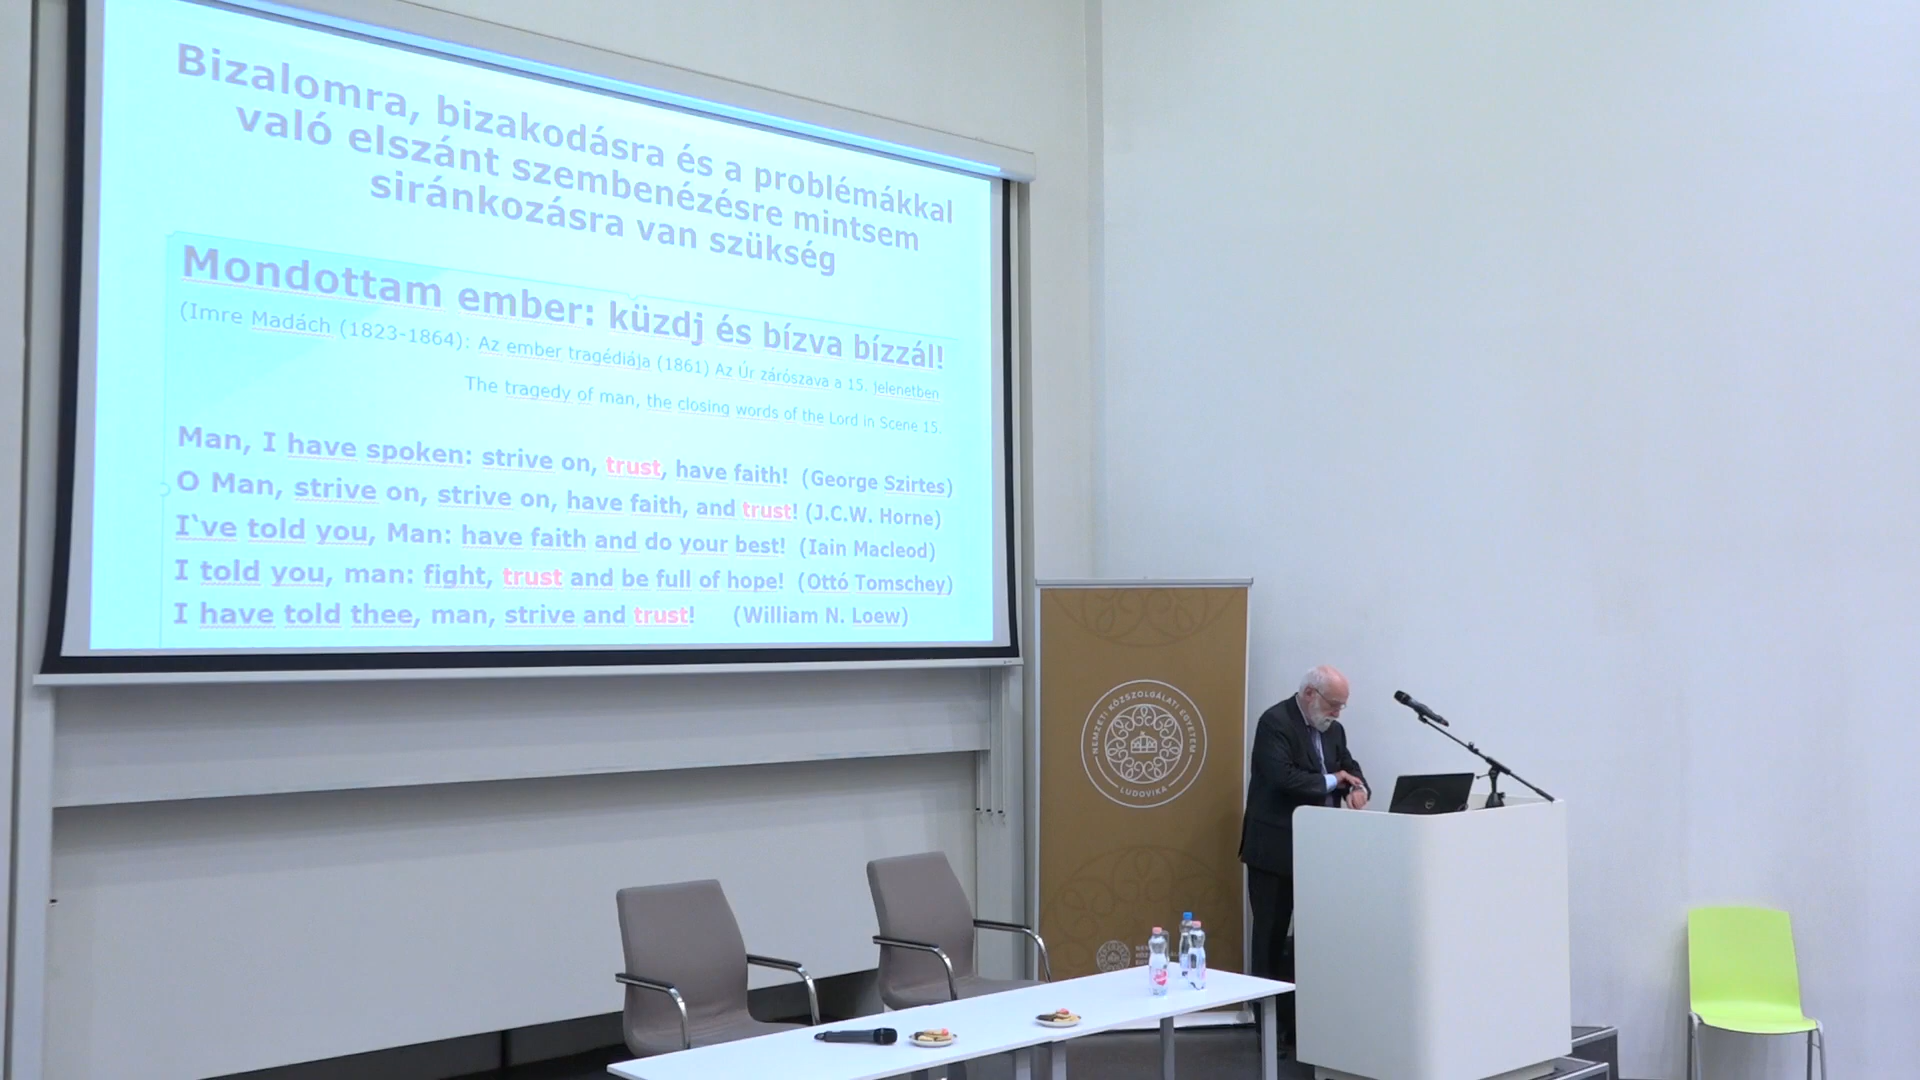 Bizalomra, bizakodásra és a problémákkal
való elszánt szembenézésre mintsem
siránkozásra van szükség
Mondottam ember: küzdj és bízva bízzál!
(Imre Madách (1823-1864): Az ember tragédiája (1861) Az Úr zárószava a 15. jelenetben
The tragedy of man, the closing words of the Lord in Scene 15.
Man, I have spoken: strive on, trust, have faith! (George Szirtes)
O Man, strive on, strive on, have faith, and trust! (J.C.W. Horne)
I've told you, Man: have faith and do your best! (Iain Macleod)
I told you, man: fight, trust and be full of hope! (Ottó Tomschey)
I have told thee, man, strive and trust! (William N. Loew)
NEMZETI KÖZSZOLGÁLATI EGYETEM
LUDOVIKA